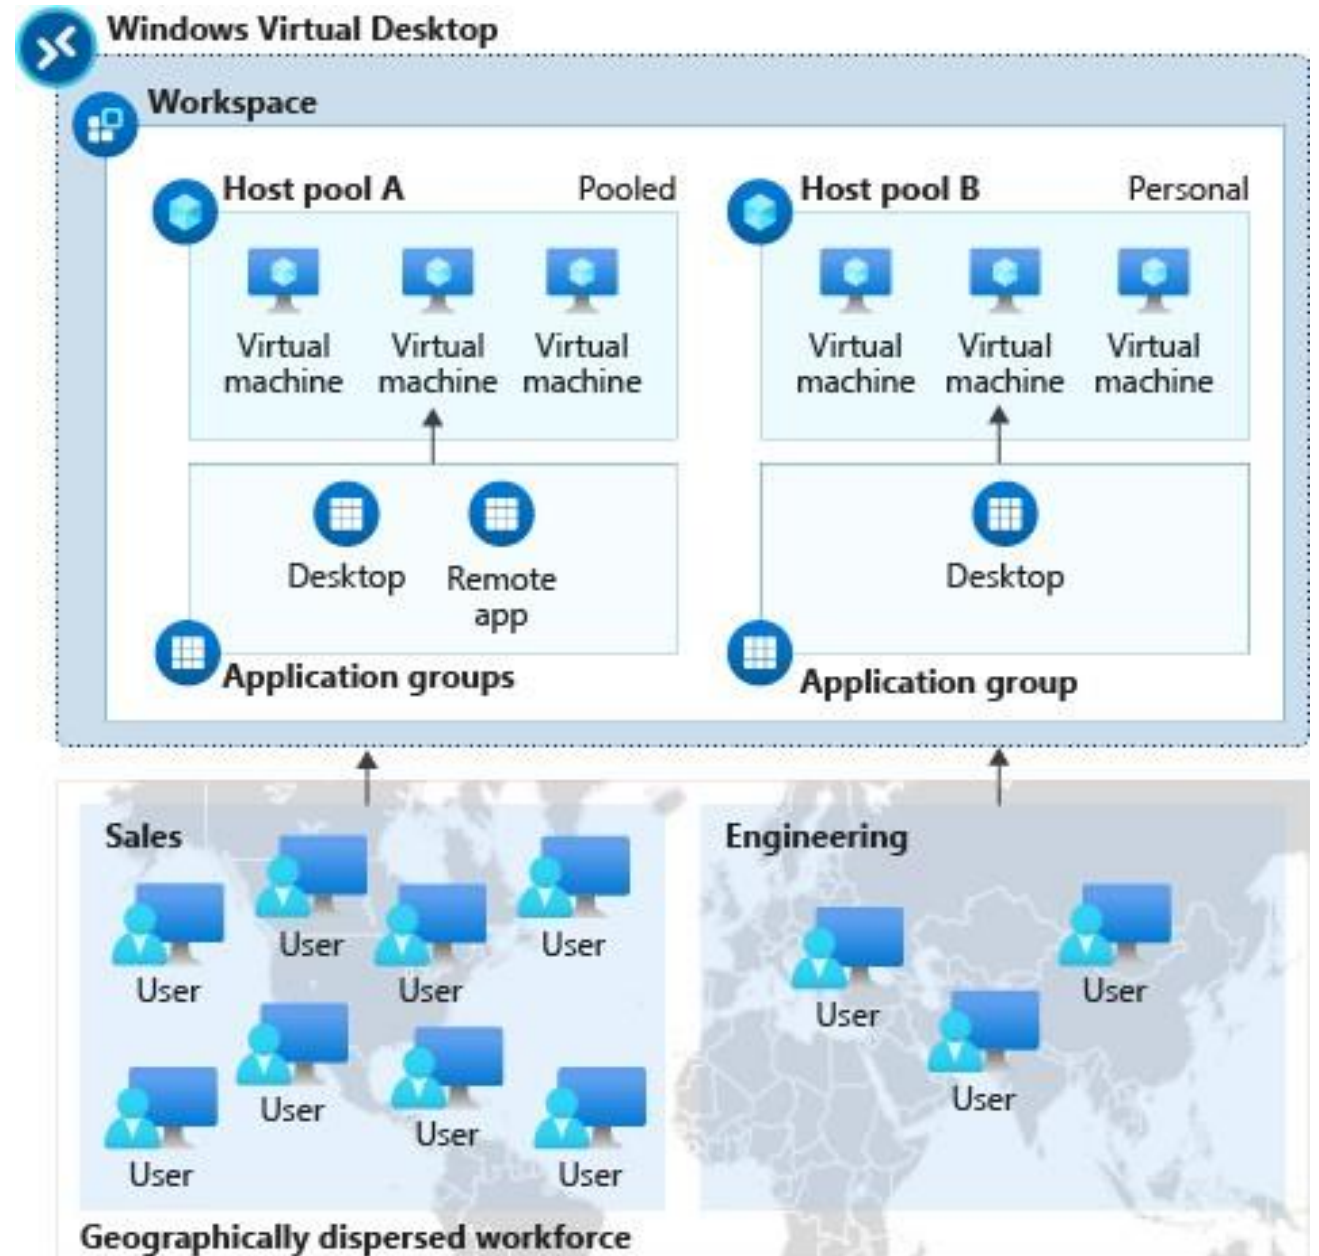 Windows Virtual Desktop
Workspace
Host pool A
Pooled
Virtual
machine
Virtual
machine
Virtual
machine
Desktop
Remote
app
Application groups
Host pool B
Personal
Virtual
machine
Virtual
machine
Virtual
machine
Desktop
Application group
Sales
User
User
User
User
User
User
User
User
Engineering
User
User
User
Geographically dispersed workforce